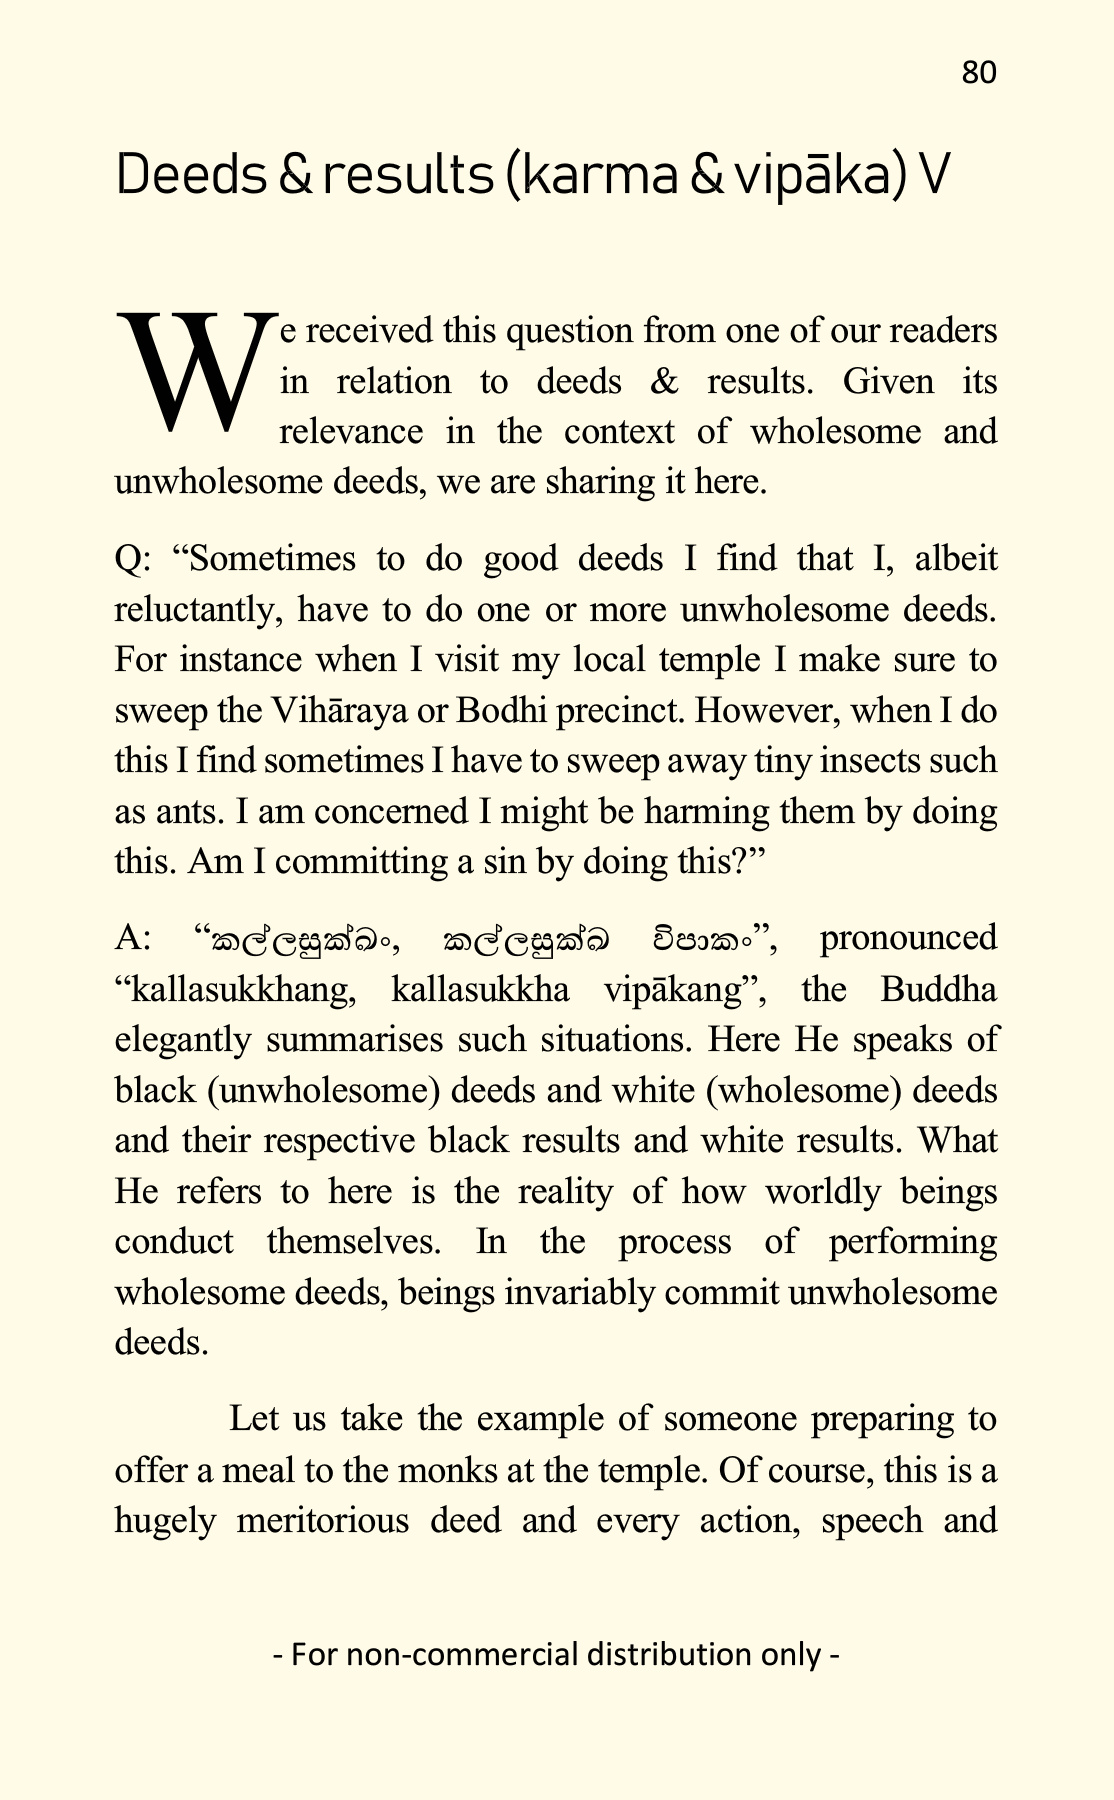 80
Deeds & results (karma & vipāka) V
We received this question from one of our readers
in relation to deeds & results. Given its
relevance in the context of wholesome and
unwholesome deeds, we are sharing it here.
Q: “Sometimes to do good deeds I find that I, albeit
reluctantly, have to do one or more unwholesome deeds.
For instance when I visit my local temple I make sure to
sweep the Vihāraya or Bodhi precinct. However, when I do
this I find sometimes I have to sweep away tiny insects such
as ants. I am concerned I might be harming them by doing
this. Am I committing a sin by doing this?”
A: “කල්ලසුක්ඛං, කල්ලසුක්ඛ විපාකං”, pronounced
“kallasukkhang, kallasukkha vipākang”, the Buddha
elegantly summarises such situations. Here He speaks of
black (unwholesome) deeds and white (wholesome) deeds
and their respective black results and white results. What
He refers to here is the reality of how worldly beings
conduct themselves. In the process of performing
wholesome deeds, beings invariably commit unwholesome
deeds.
Let us take the example of someone preparing to
offer a meal to the monks at the temple. Of course, this is a
hugely meritorious deed and every action, speech and
- For non-commercial distribution only -